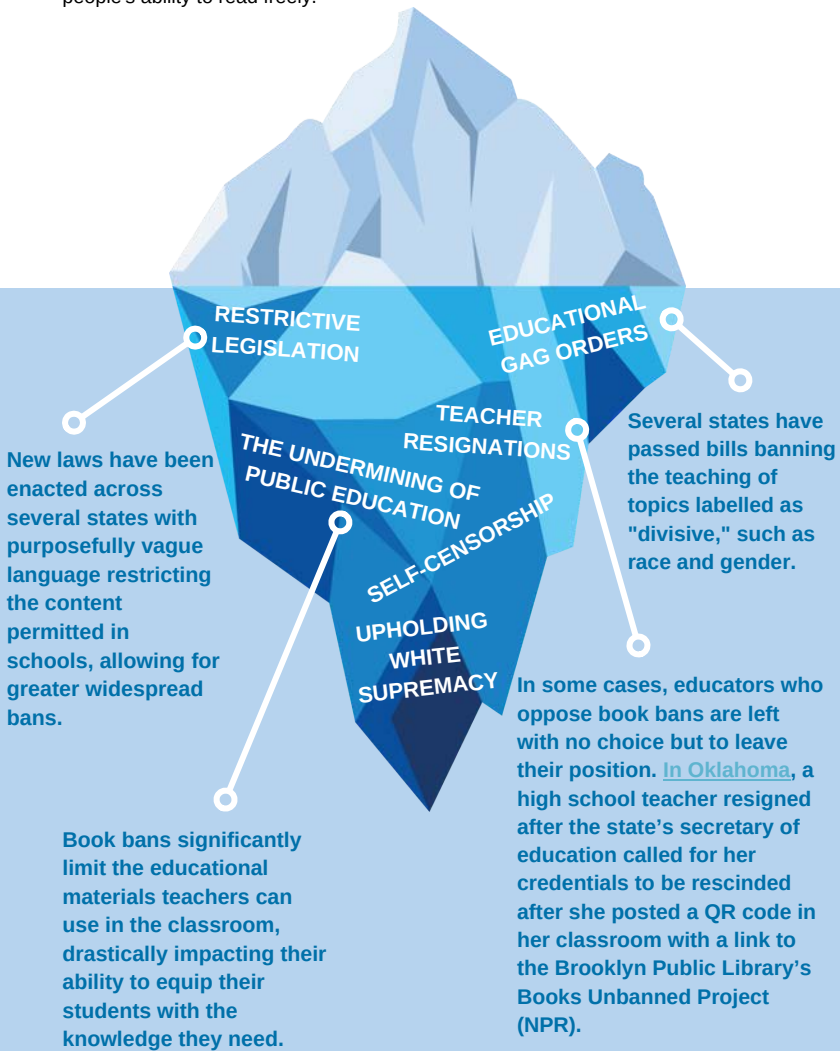 people's ability to read freely.
RESTRICTIVE
LEGISLATION
EDUCATIONAL
GAG ORDERS
TEACHER
RESIGNATIONS
THE UNDERMINING OF
PUBLIC EDUCATION
SELF-CENSORSHIP
UPHOLDING
WHITE
SUPREMACY
New laws have been
enacted across
several states with
purposefully vague
language restricting
the content
permitted in
schools, allowing for
greater widespread
bans.
Several states have
passed bills banning
the teaching of
topics labelled as
"divisive," such as
race and gender.
Book bans significantly
limit the educational
materials teachers can
use in the classroom,
drastically impacting their
ability to equip their
students with the
knowledge they need.
In some cases, educators who
oppose book bans are left
with no choice but to leave
their position. In Oklahoma, a
high school teacher resigned
after the state's secretary of
education called for her
credentials to be rescinded
after she posted a QR code in
her classroom with a link to
the Brooklyn Public Library's
Books Unbanned Project
(NPR).